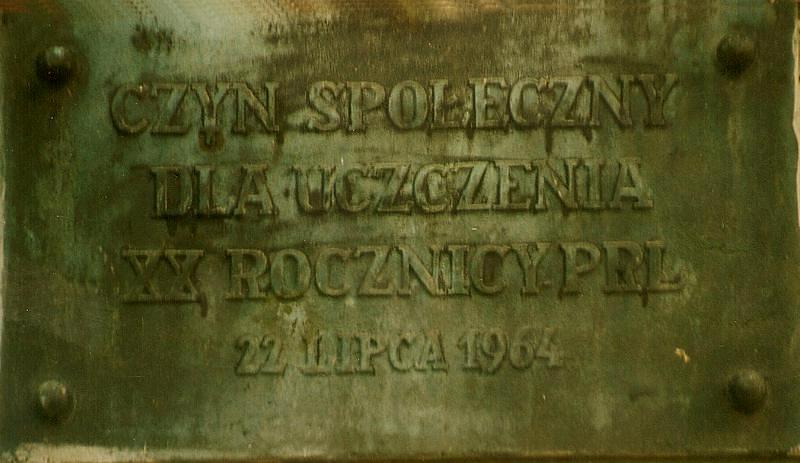 CZYN SPOŁECZNY
DLA UCZCZENIA
XX ROCZNICY PRL
22 LIPCA 1964